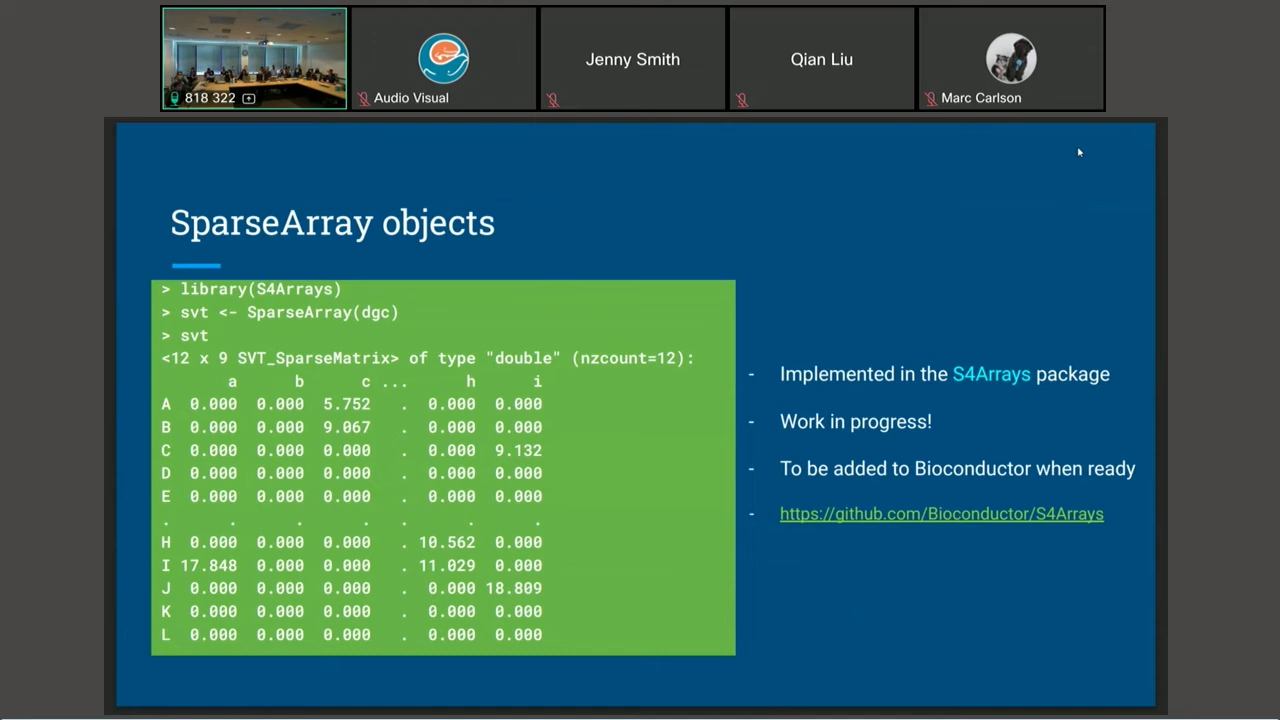 818 322
Audio Visual
Jenny Smith
Qian Liu
Marc Carlson
SparseArray objects
> library(S4Arrays)
> svt <- SparseArray(dgc)
> svt
<12 x 9 SVT_SparseMatrix> of type "double" (nzcount=12):
a b c ... h i
A 0.000 0.000 5.752 . 0.000 0.000
B 0.000 0.000 9.067 . 0.000 0.000
C 0.000 0.000 0.000 . 0.000 9.132
D 0.000 0.000 0.000 . 0.000 0.000
E 0.000 0.000 0.000 . 0.000 0.000
. . . . . . .
H 0.000 0.000 0.000 . 10.562 0.000
I 17.848 0.000 0.000 . 11.029 0.000
J 0.000 0.000 0.000 . 0.000 18.809
K 0.000 0.000 0.000 . 0.000 0.000
L 0.000 0.000 0.000 . 0.000 0.000
- Implemented in the S4Arrays package
- Work in progress!
- To be added to Bioconductor when ready
- https://github.com/Bioconductor/S4Arrays